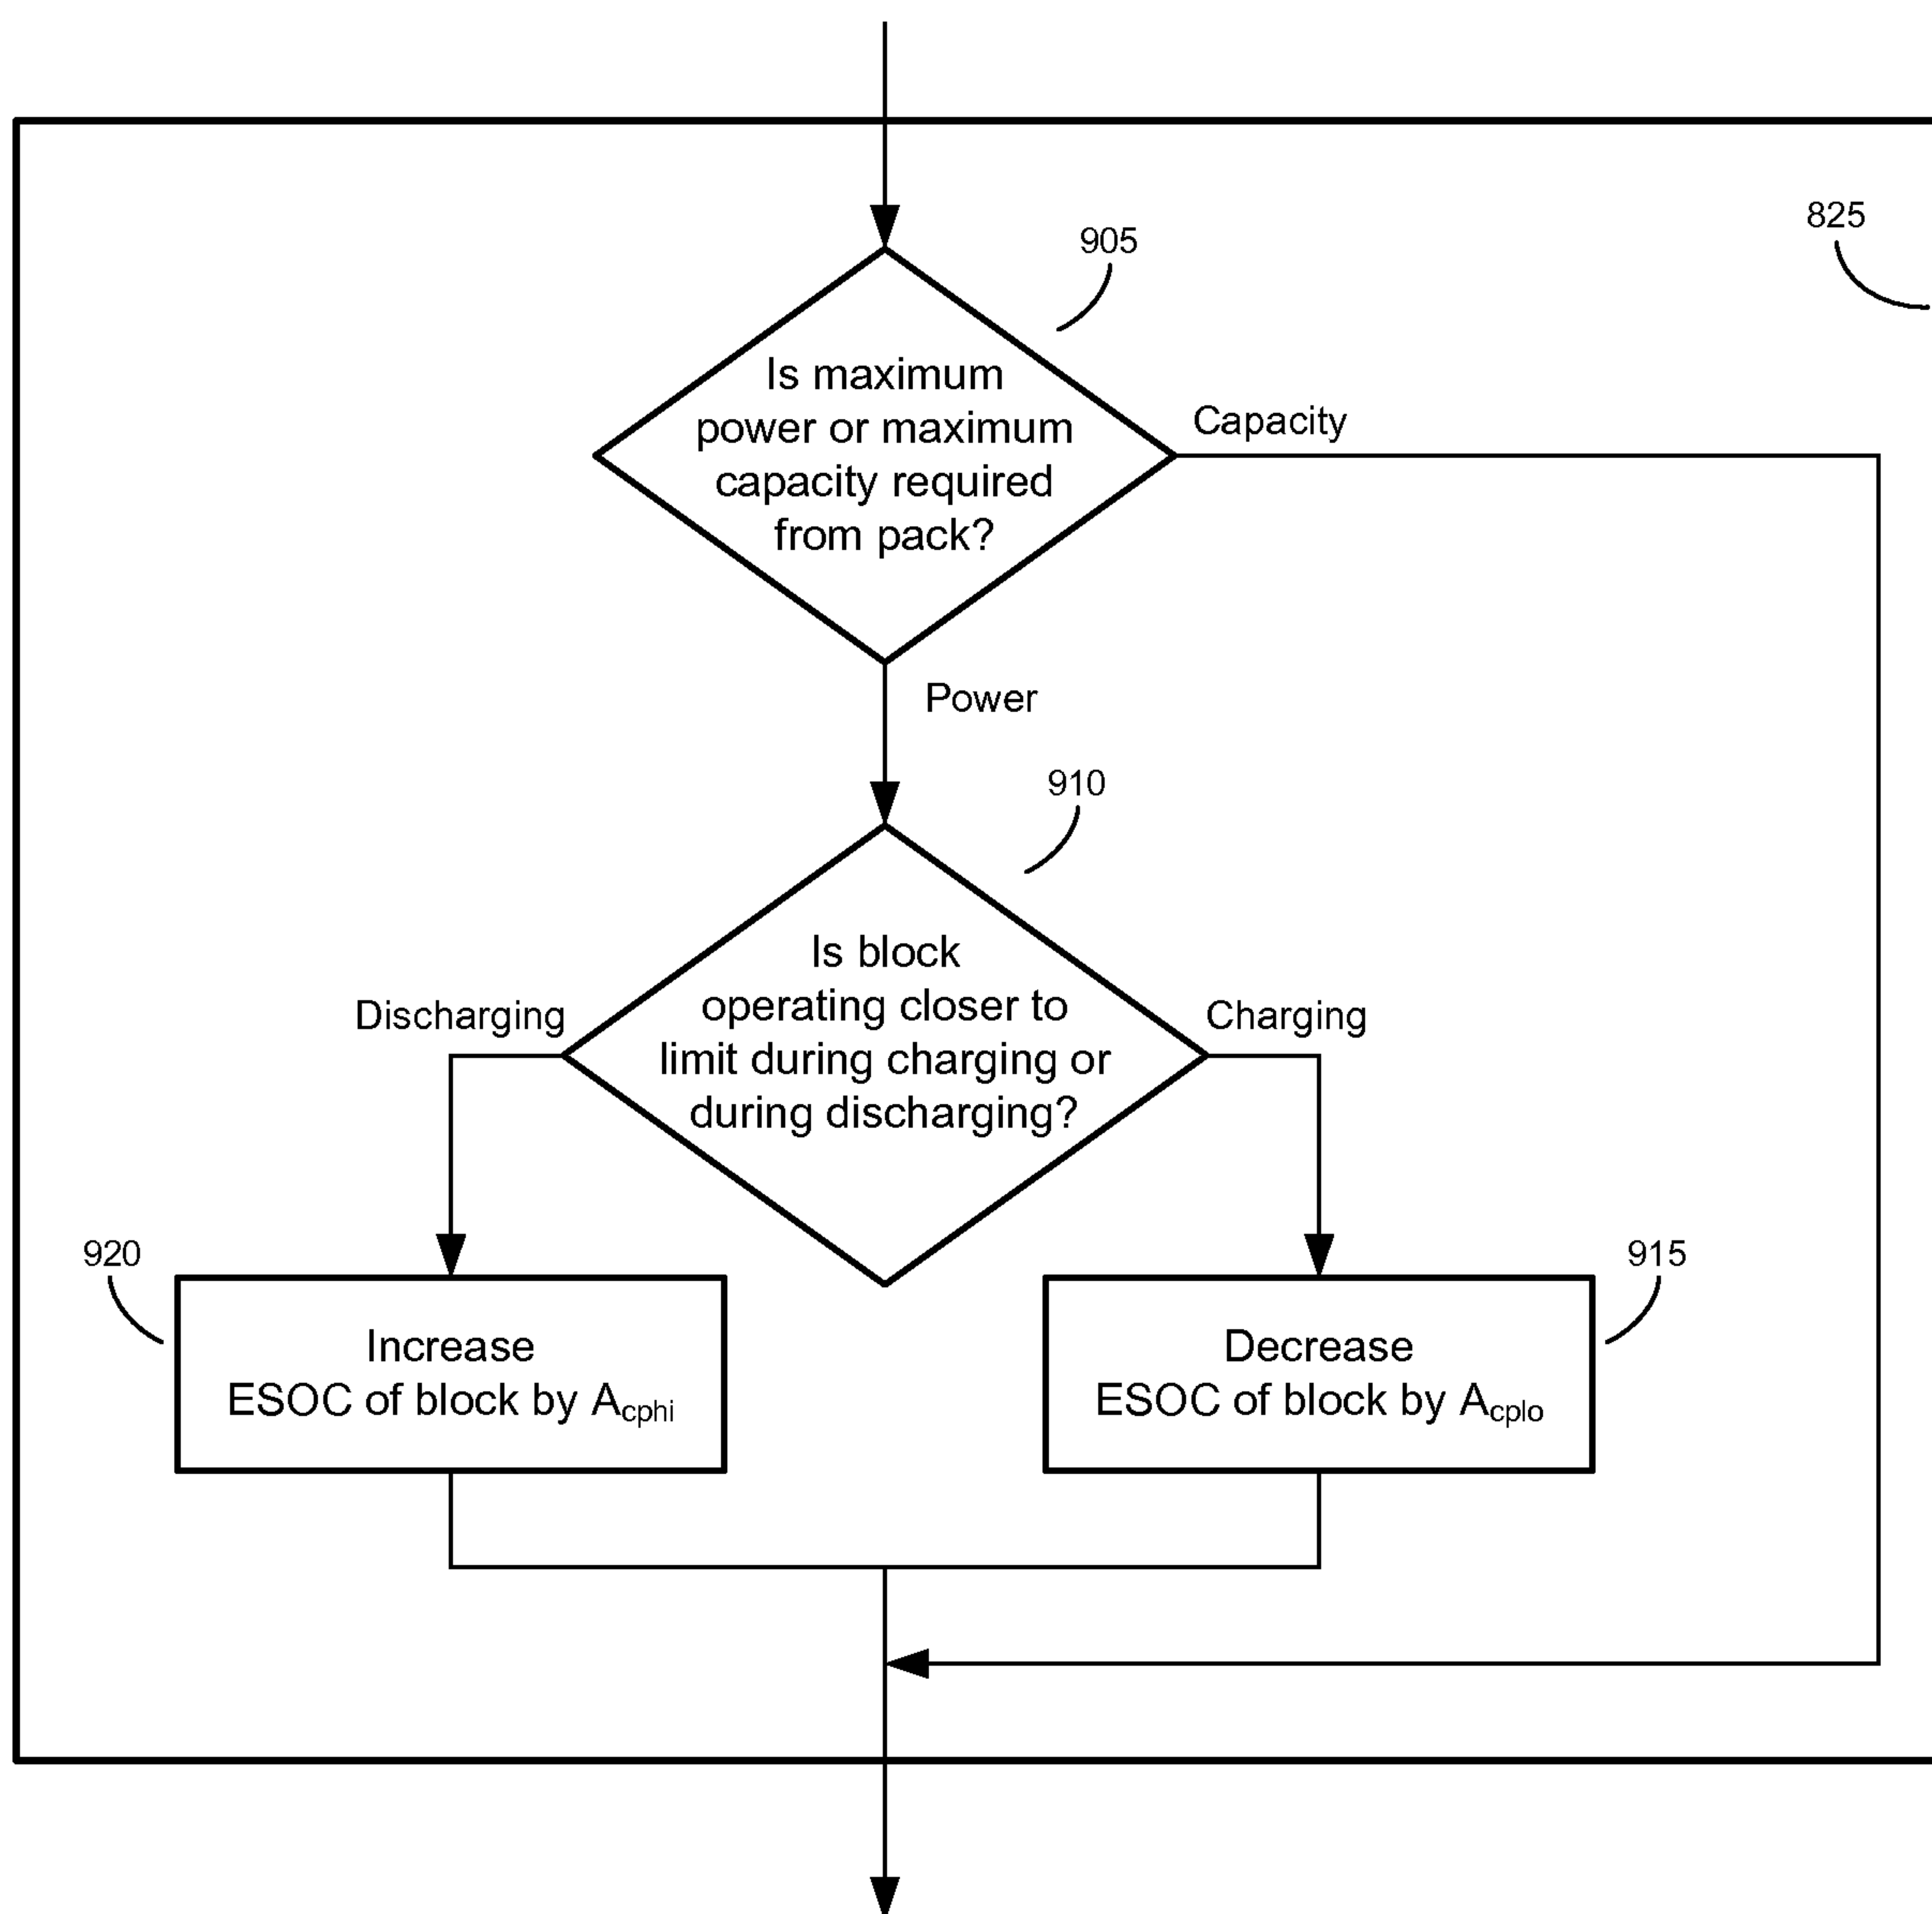 825
905
Is maximum
power or maximum
capacity required
from pack?
Capacity
Power
910
Is block
operating closer to
limit during charging or
during discharging?
Discharging
Charging
920
Increase
ESOC of block by Acphi
915
Decrease
ESOC of block by Acplo